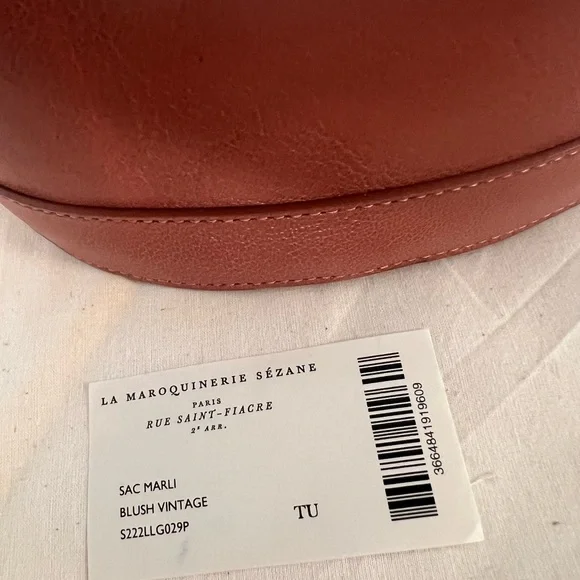 LA MAROQUINERIE SÉZANE
PARIS
RUE SAINT-FIACRE
2ᵉ ARR.
SAC MARLI
BLUSH VINTAGE
S222LLG029P
TU
3664841919609